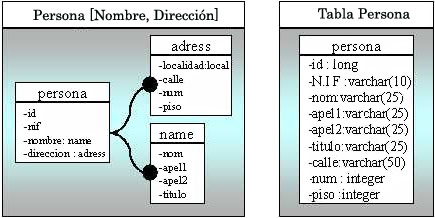 Persona [Nombre, Dirección]
adress
-localidad:local
-calle
-num
-piso
persona
-id
-nif
-nombre: name
-direccion : adress
name
-nom
-apell
-apel2
-titulo
Tabla Persona
persona
-id : long
-N.I.F :varchar(10)
-nom:varchar(25)
-apel1:varchar(25)
-apel2:varchar(25)
-titulo:varchar(25)
-calle:varchar(50)
-num : integer
-piso :integer